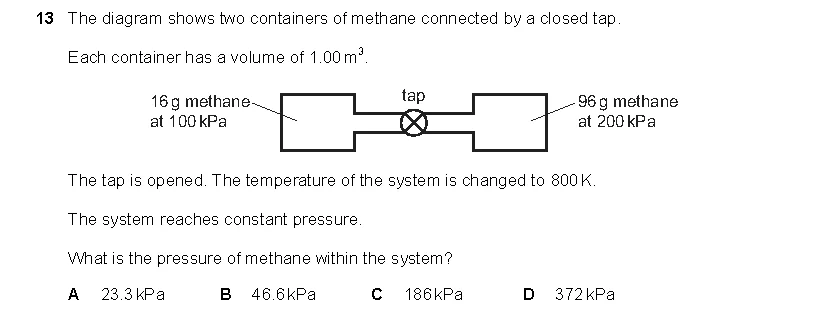 13 The diagram shows two containers of methane connected by a closed tap.
Each container has a volume of 1.00 m³.
16 g methane
at 100 kPa
tap
96 g methane
at 200 kPa
The tap is opened. The temperature of the system is changed to 800 K.
The system reaches constant pressure.
What is the pressure of methane within the system?
A 23.3 kPa B 46.6 kPa C 186 kPa D 372 kPa